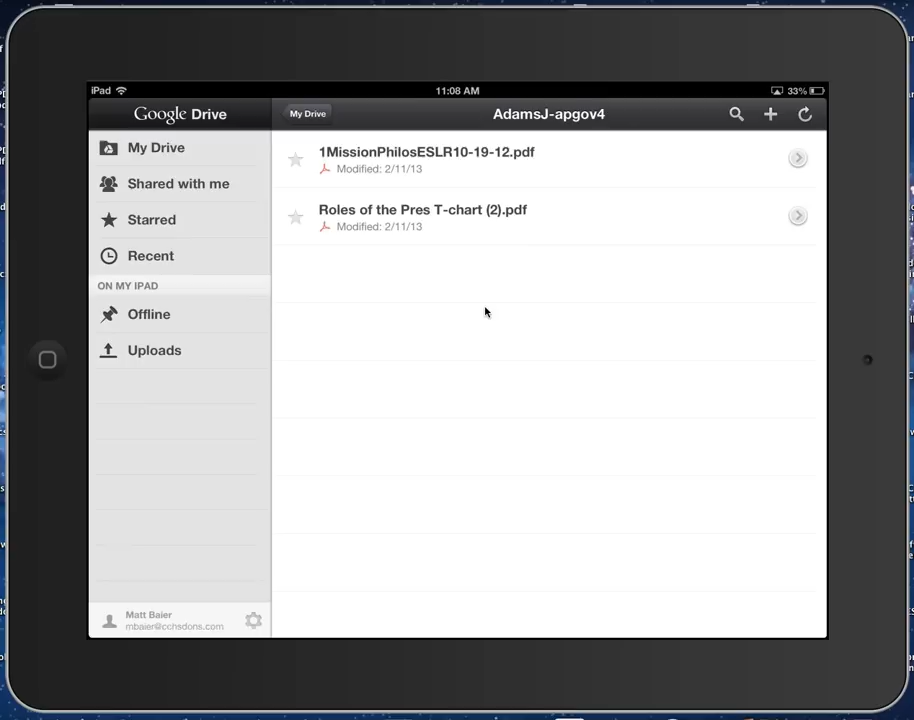 iPad
11:08 AM
33%
Google Drive
My Drive
AdamsJ-apgov4
My Drive
Shared with me
Starred
Recent
ON MY IPAD
Offline
Uploads
1MissionPhilosESLR10-19-12.pdf
Modified: 2/11/13
Roles of the Pres T-chart (2).pdf
Modified: 2/11/13
Matt Baier
mbaier@cchsdons.com